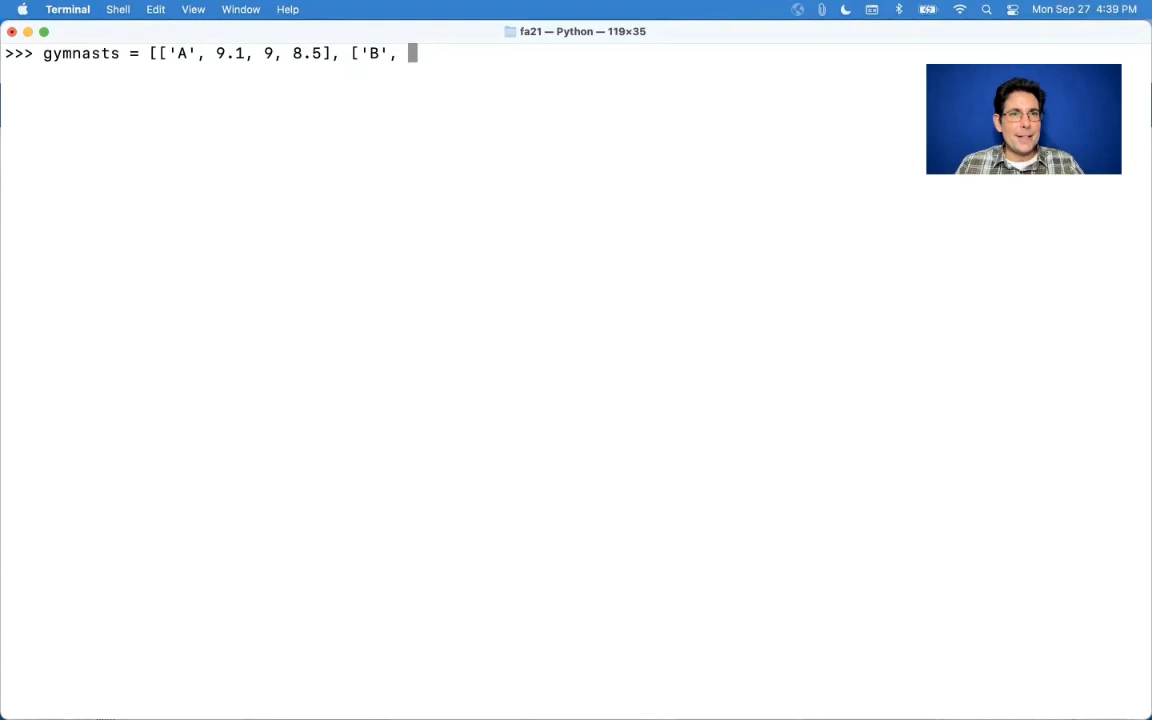 Terminal Shell Edit View Window Help Mon Sep 27 4:39 PM
fa21 — Python — 119×35
>>> gymnasts = [['A', 9.1, 9, 8.5], ['B',